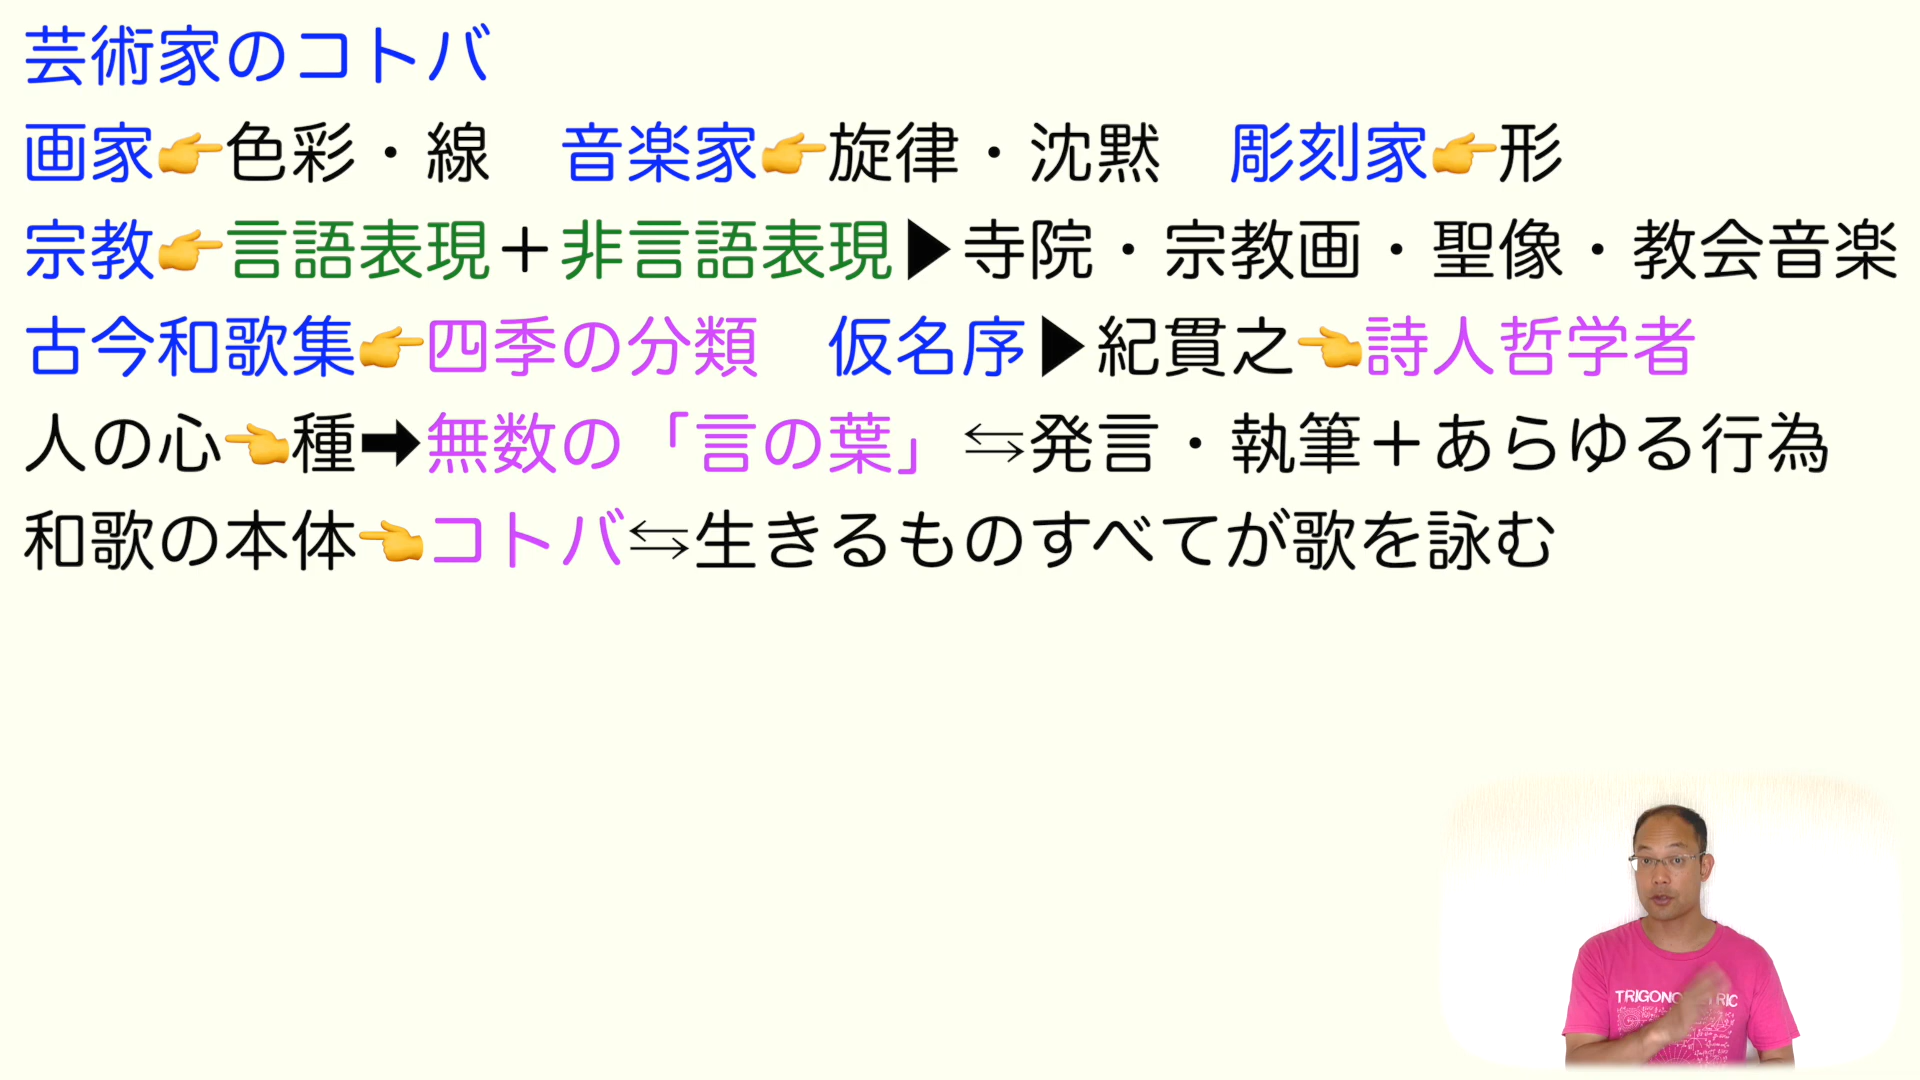 芸術家のコトバ
画家👉色彩・線　音楽家👉旋律・沈黙　彫刻家👉形
宗教👉言語表現＋非言語表現▶寺院・宗教画・聖像・教会音楽
古今和歌集👉四季の分類　仮名序▶紀貫之👈詩人哲学者
人の心👈種➡無数の「言の葉」⇆発言・執筆＋あらゆる行為
和歌の本体👈コトバ⇆生きるものすべてが歌を詠む